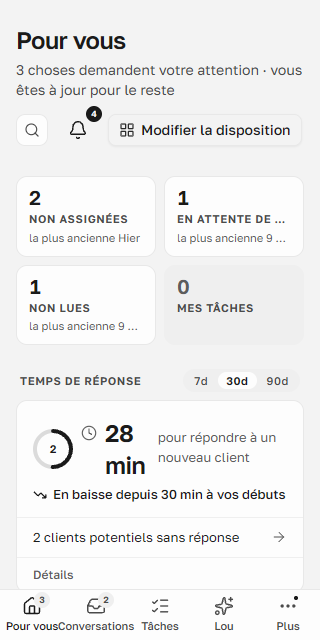 Pour vous
3 choses demandent votre attention · vous
êtes à jour pour le reste
4
Modifier la disposition
2
NON ASSIGNÉES
la plus ancienne Hier
1
EN ATTENTE DE ...
la plus ancienne 9 ...
1
NON LUES
la plus ancienne 9 ...
0
MES TÂCHES
TEMPS DE RÉPONSE
7d 30d 90d
2
28
min
pour répondre à un
nouveau client
En baisse depuis 30 min à vos débuts
2 clients potentiels sans réponse
Détails
3
2
Pour vous Conversations Tâches Lou Plus